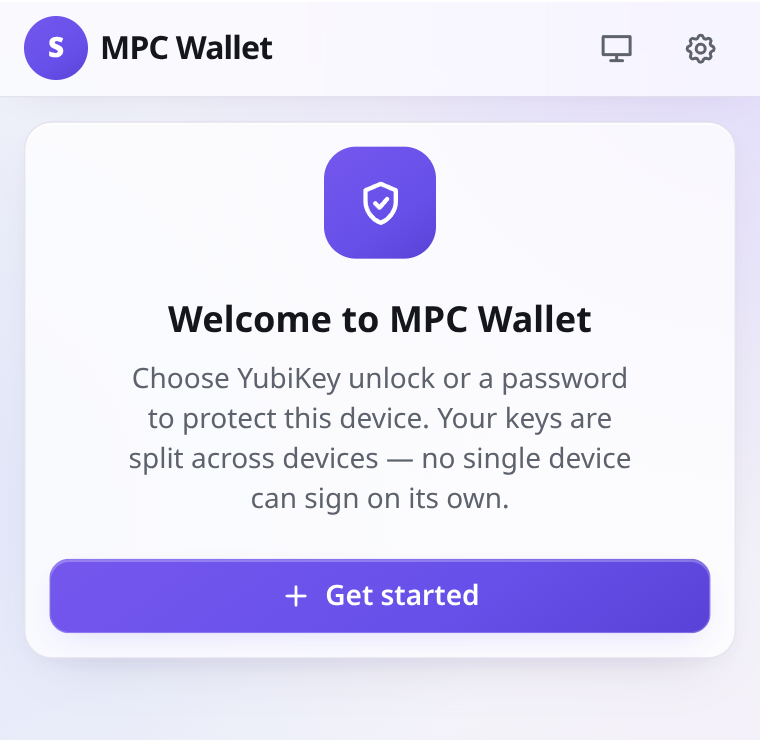 S
MPC Wallet
Welcome to MPC Wallet
Choose YubiKey unlock or a password
to protect this device. Your keys are
split across devices — no single device
can sign on its own.
Get started